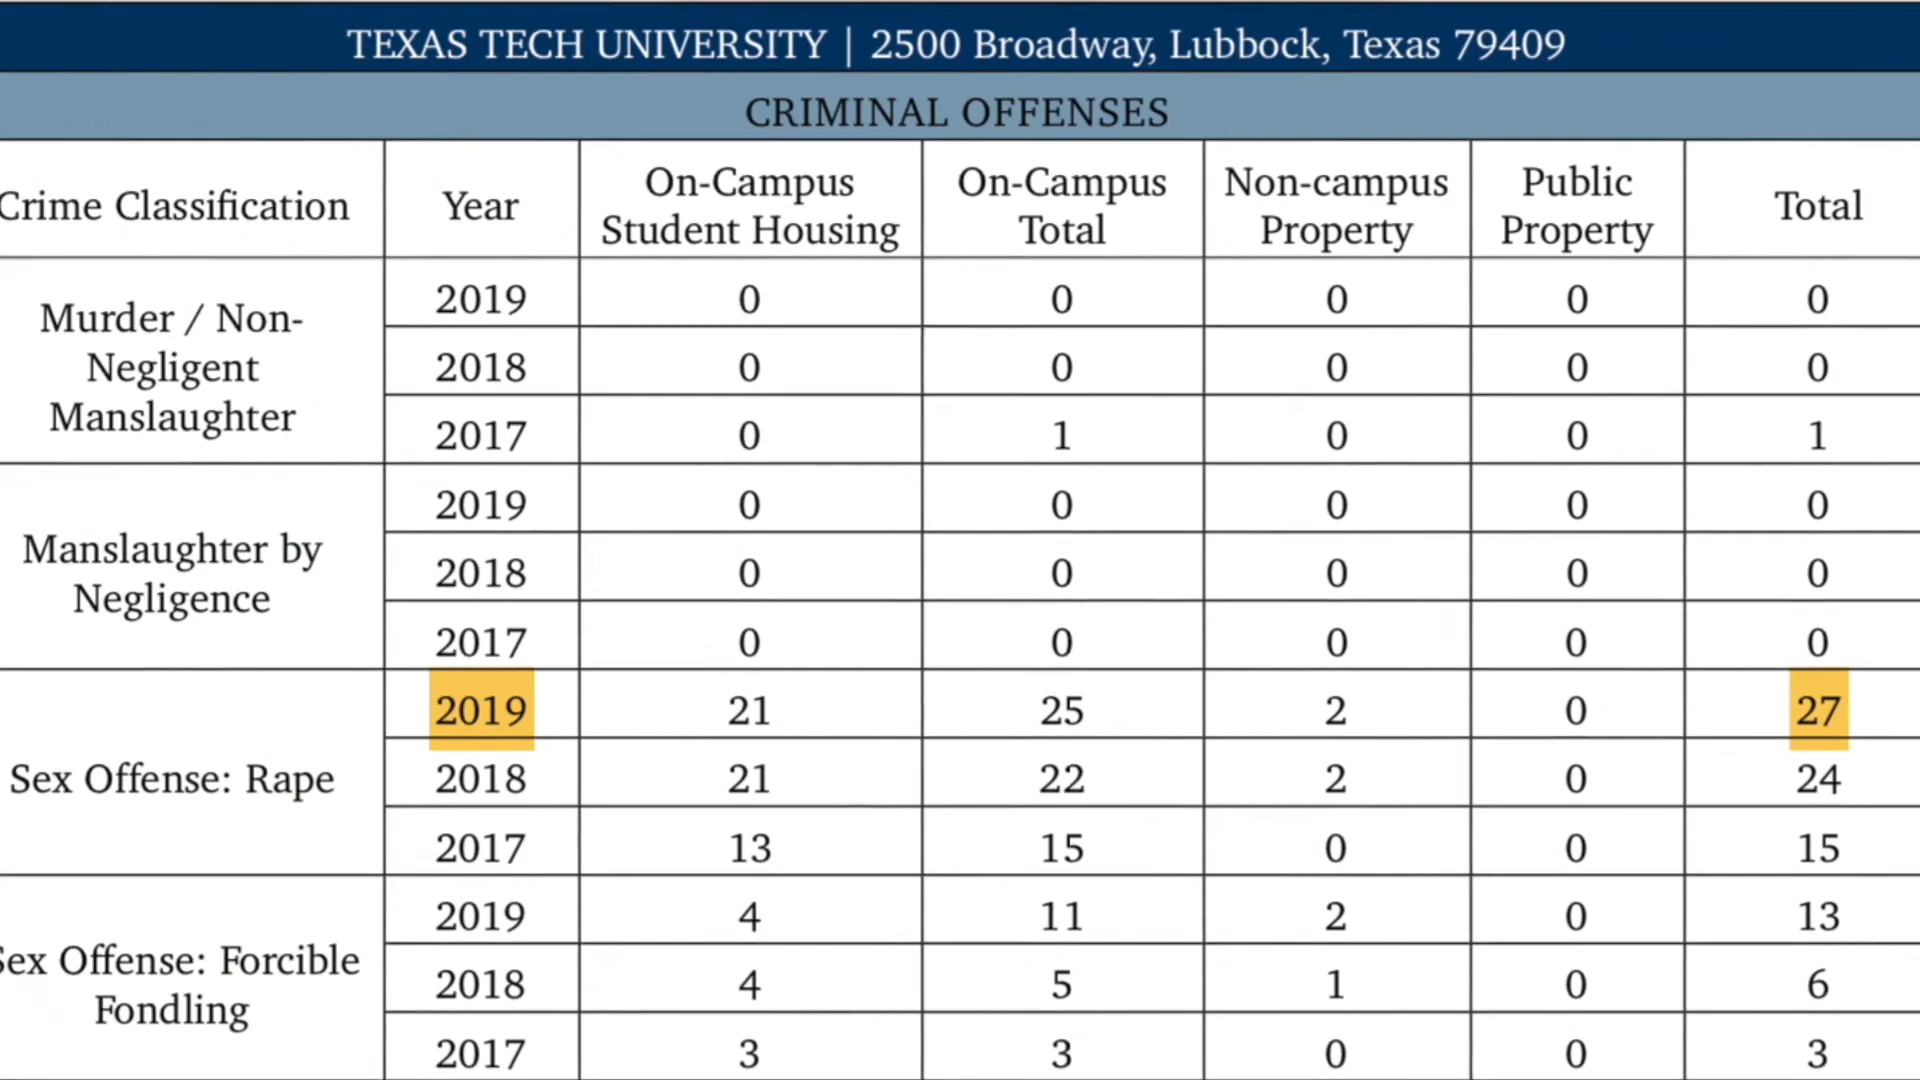 TEXAS TECH UNIVERSITY | 2500 Broadway, Lubbock, Texas 79409
CRIMINAL OFFENSES
Crime Classification Year On-Campus Student Housing On-Campus Total Non-campus Property Public Property Total
Murder / Non-
Negligent
Manslaughter
2019 0 0 0 0 0
2018 0 0 0 0 0
2017 0 1 0 0 1
Manslaughter by
Negligence
2019 0 0 0 0 0
2018 0 0 0 0 0
2017 0 0 0 0 0
Sex Offense: Rape
2019 21 25 2 0 27
2018 21 22 2 0 24
2017 13 15 0 0 15
Sex Offense: Forcible
Fondling
2019 4 11 2 0 13
2018 4 5 1 0 6
2017 3 3 0 0 3